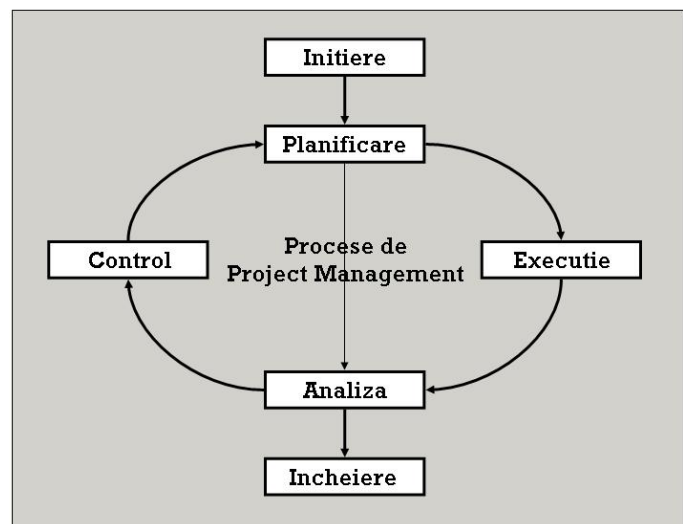 Initiere
Planificare
Procese de
Project Management
Control
Executie
Analiza
Incheiere